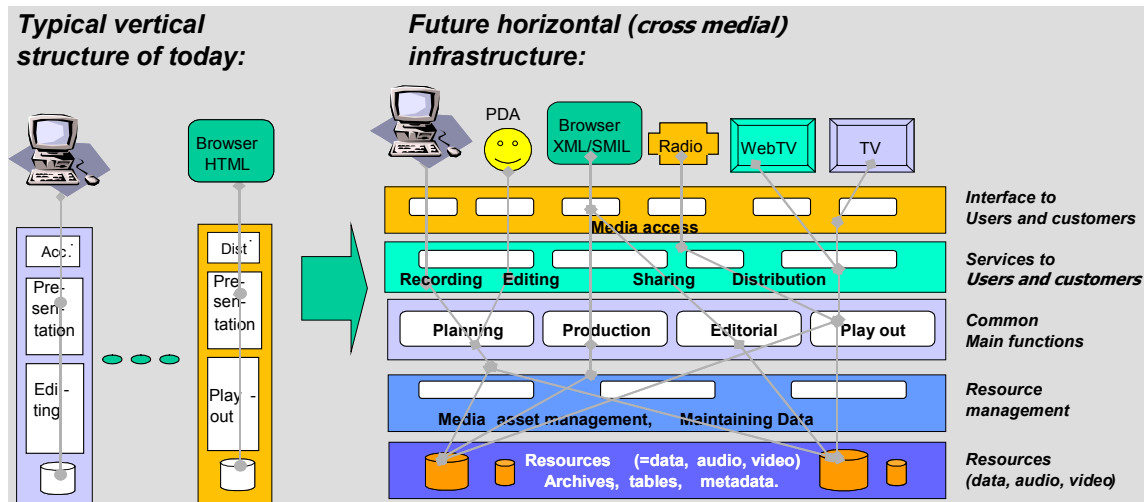 Typical vertical
structure of today:
Future horizontal (cross medial)
infrastructure:
Browser
HTML
Acc.
Pre-
sen-
tation
Edi -
ting
Dist.
Pre-
sentation
Play -
out
PDA
Browser
XML/SMIL
Radio
WebTV
TV
Media access
Interface to
Users and customers
Recording Editing Sharing Distribution
Services to
Users and customers
Planning Production Editorial Play out
Common
Main functions
Media asset management, Maintaining Data
Resource
management
Resources (=data, audio, video)
Archives, tables, metadata.
Resources
(data, audio, video)